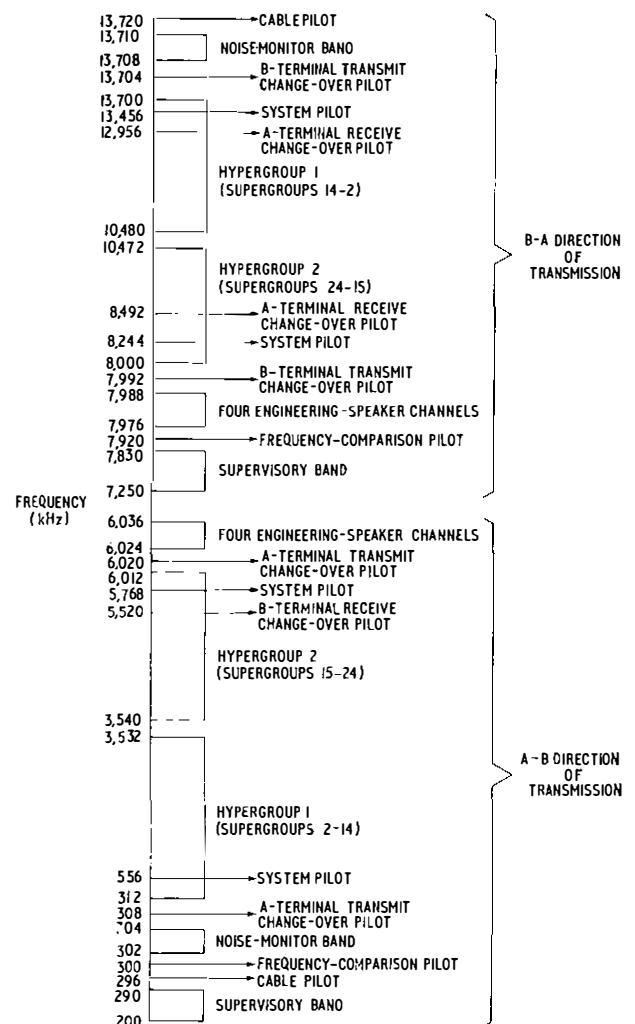 13,720 CABLE PILOT
13,710
NOISE-MONITOR BAND
13,708
13,704 B-TERMINAL TRANSMIT
CHANGE-OVER PILOT
13,700
13,456 SYSTEM PILOT
12,956 A-TERMINAL RECEIVE
CHANGE-OVER PILOT
HYPERGROUP 1
(SUPERGROUPS 14-2)
10,480
10,472
HYPERGROUP 2
(SUPERGROUPS 24-15)
8,492 A-TERMINAL RECEIVE
CHANGE-OVER PILOT
8,244 SYSTEM PILOT
8,000
7,992 B-TERMINAL TRANSMIT
CHANGE-OVER PILOT
7,988
FOUR ENGINEERING-SPEAKER CHANNELS
7,976
7,920 FREQUENCY-COMPARISON PILOT
7,830
SUPERVISORY BAND
7,250
B-A DIRECTION
OF
TRANSMISSION
FREQUENCY
(kHz)
6,036
FOUR ENGINEERING-SPEAKER CHANNELS
6,024
6,020 A-TERMINAL TRANSMIT
CHANGE-OVER PILOT
6,012
5,768 SYSTEM PILOT
5,520 B-TERMINAL RECEIVE
CHANGE-OVER PILOT
HYPERGROUP 2
(SUPERGROUPS 15-24)
3,540
3,532
HYPERGROUP 1
(SUPERGROUPS 2-14)
556 SYSTEM PILOT
312
308 A-TERMINAL TRANSMIT
CHANGE-OVER PILOT
304
NOISE-MONITOR BAND
302
300 FREQUENCY-COMPARISON PILOT
296 CABLE PILOT
290
SUPERVISORY BAND
200
A-B DIRECTION
OF
TRANSMISSION